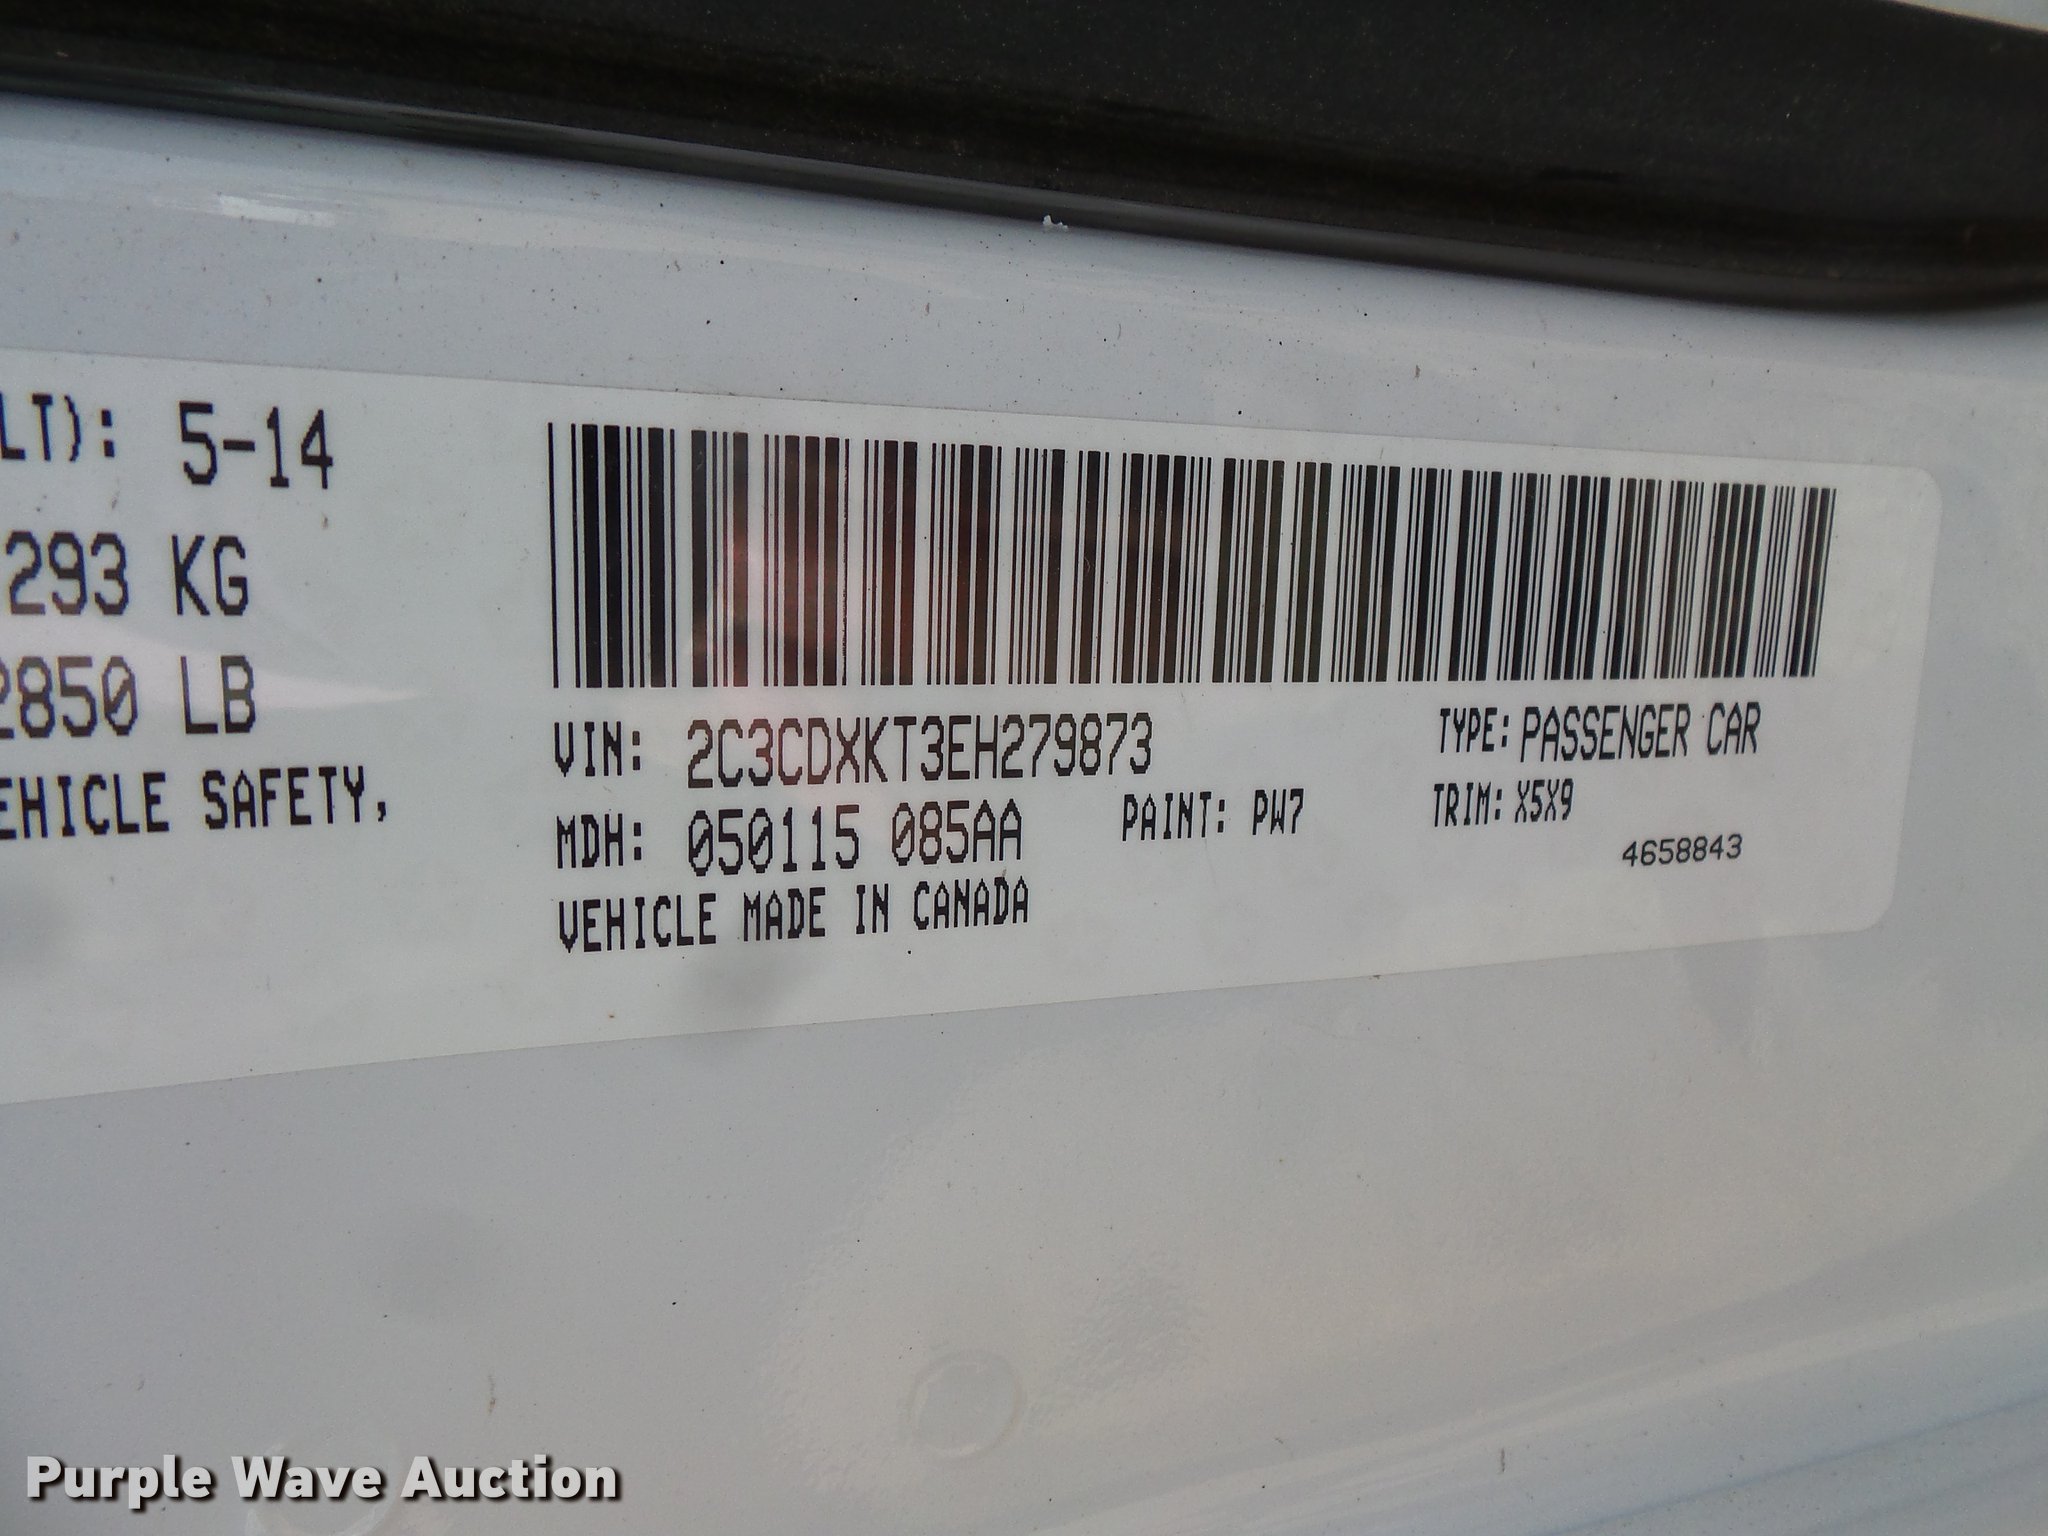 LT): 5-14
293 KG
2850 LB
EHICLE SAFETY,
VIN: 2C3CDXKT3EH279873
TYPE: PASSENGER CAR
MDH: 050115 085AA
PAINT: PW7
TRIM: X5X9
4658843
VEHICLE MADE IN CANADA
Purple Wave Auction